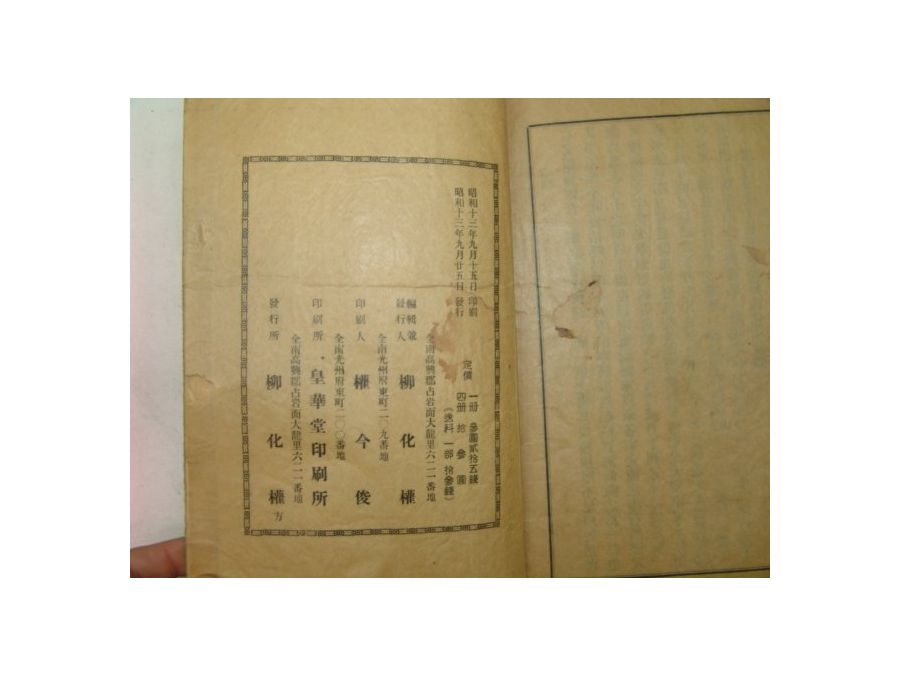 昭和十三年九月十五日 印刷
昭和十三年九月廿五日 發行
定價 一冊 參圓貳拾五錢
四冊 拾參圓
(送料 一部 拾參錢)
全南高興郡占岩面大龍里六二一番地
編輯兼發行人 柳化權
全南光州府東町二〇九番地
印刷人 權今俊
全南光州府東町二〇〇番地
印刷所 皇華堂印刷所
全南高興郡占岩面大龍里六二一番地
發行所 柳化權方